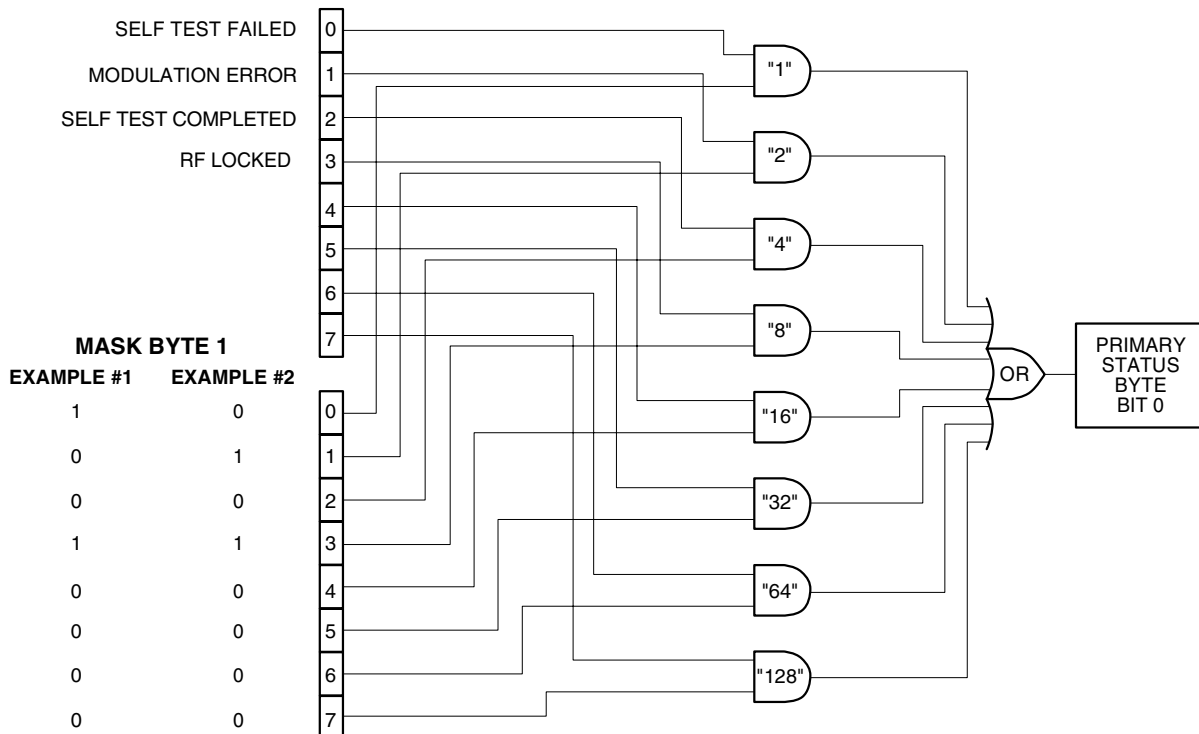 SELF TEST FAILED 0
MODULATION ERROR 1
SELF TEST COMPLETED 2
RF LOCKED 3
4
5
6
7
"1"
"2"
"4"
"8"
"16"
"32"
"64"
"128"
OR
PRIMARY
STATUS
BYTE
BIT 0
MASK BYTE 1
EXAMPLE #1 EXAMPLE #2
1 0 0
0 1 1
0 0 2
1 1 3
0 0 4
0 0 5
0 0 6
0 0 7